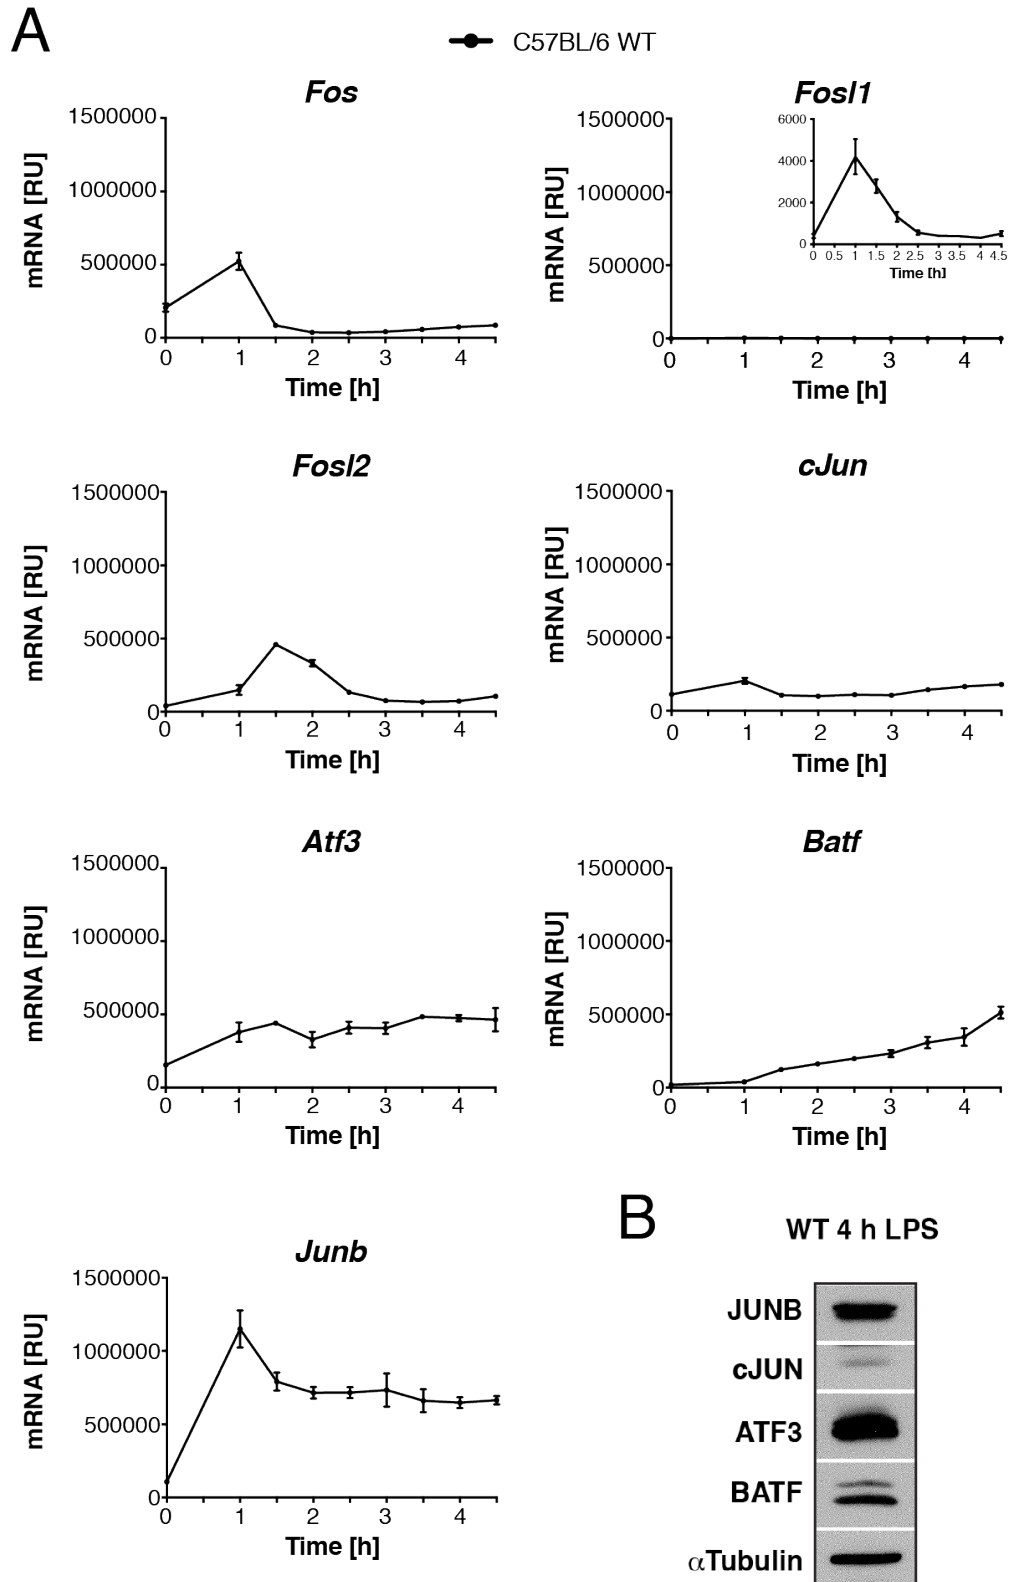 A
C57BL/6 WT
Fos
1500000
1000000
500000
0
mRNA [RU]
0 1 2 3 4
Time [h]
Fosl1
1500000
1000000
500000
0
mRNA [RU]
0 1 2 3 4
Time [h]
6000
4000
2000
0
0 0.5 1 1.5 2 2.5 3 3.5 4 4.5
Time [h]
Fosl2
1500000
1000000
500000
0
mRNA [RU]
0 1 2 3 4
Time [h]
cJun
1500000
1000000
500000
0
mRNA [RU]
0 1 2 3 4
Time [h]
Atf3
1500000
1000000
500000
0
mRNA [RU]
0 1 2 3 4
Time [h]
Batf
1500000
1000000
500000
0
mRNA [RU]
0 1 2 3 4
Time [h]
Junb
1500000
1000000
500000
0
mRNA [RU]
0 1 2 3 4
Time [h]
B
WT 4 h LPS
JUNB
cJUN
ATF3
BATF
αTubulin